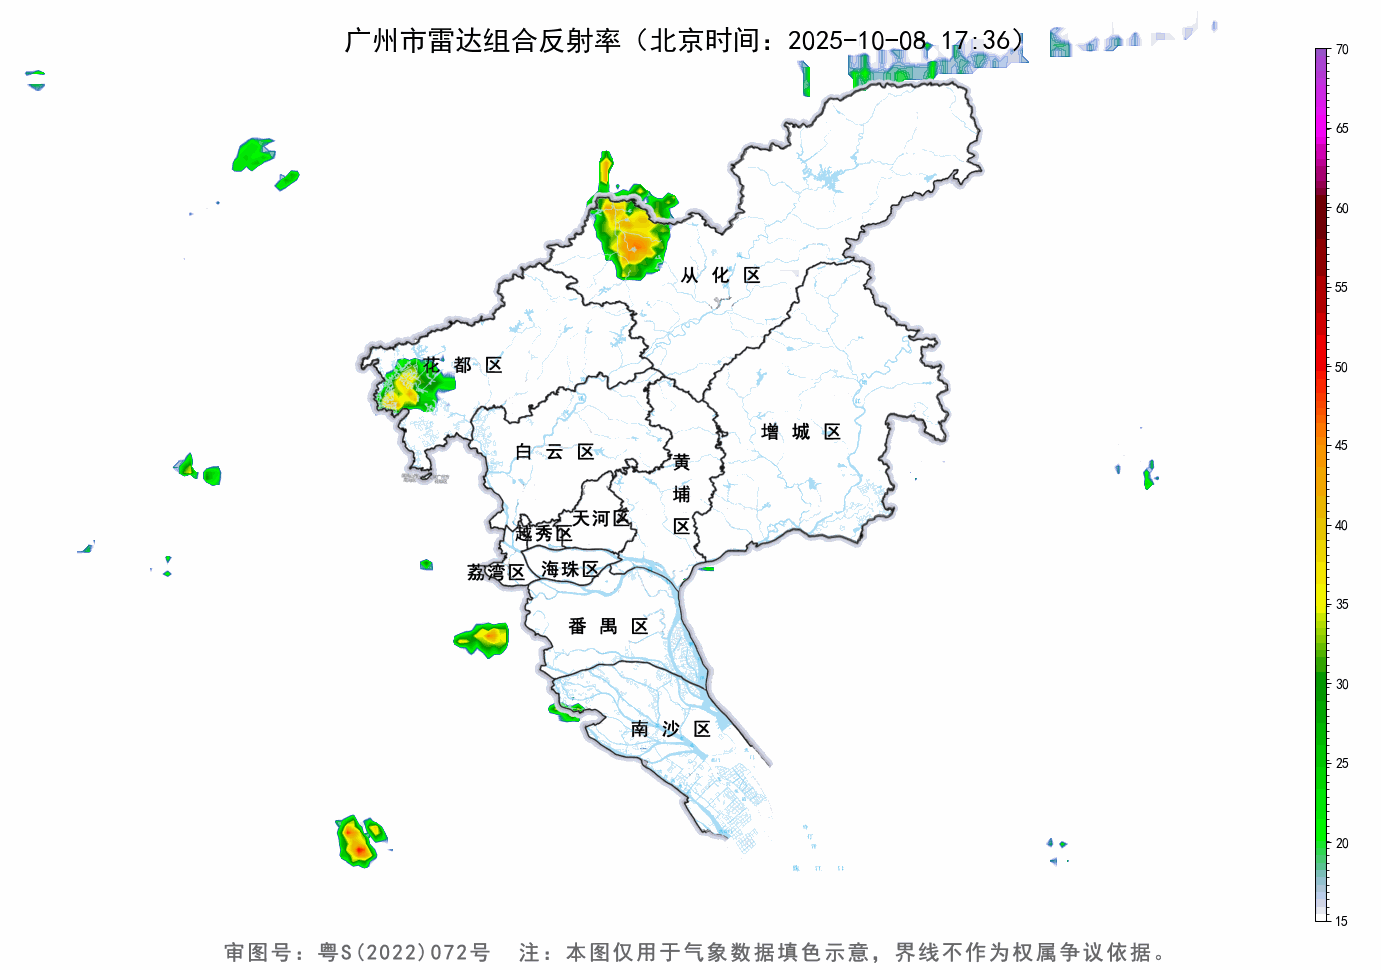 广州市雷达组合反射率（北京时间：2025-10-08 17:36）
70
65
60
55
50
45
40
35
30
25
20
15
从化区
花都区
增城区
白云区
黄埔区
天河区
越秀区
荔湾区
海珠区
番禺区
南沙区
审图号：粤S(2022)072号 注：本图仅用于气象数据填色示意，界线不作为权属争议依据。